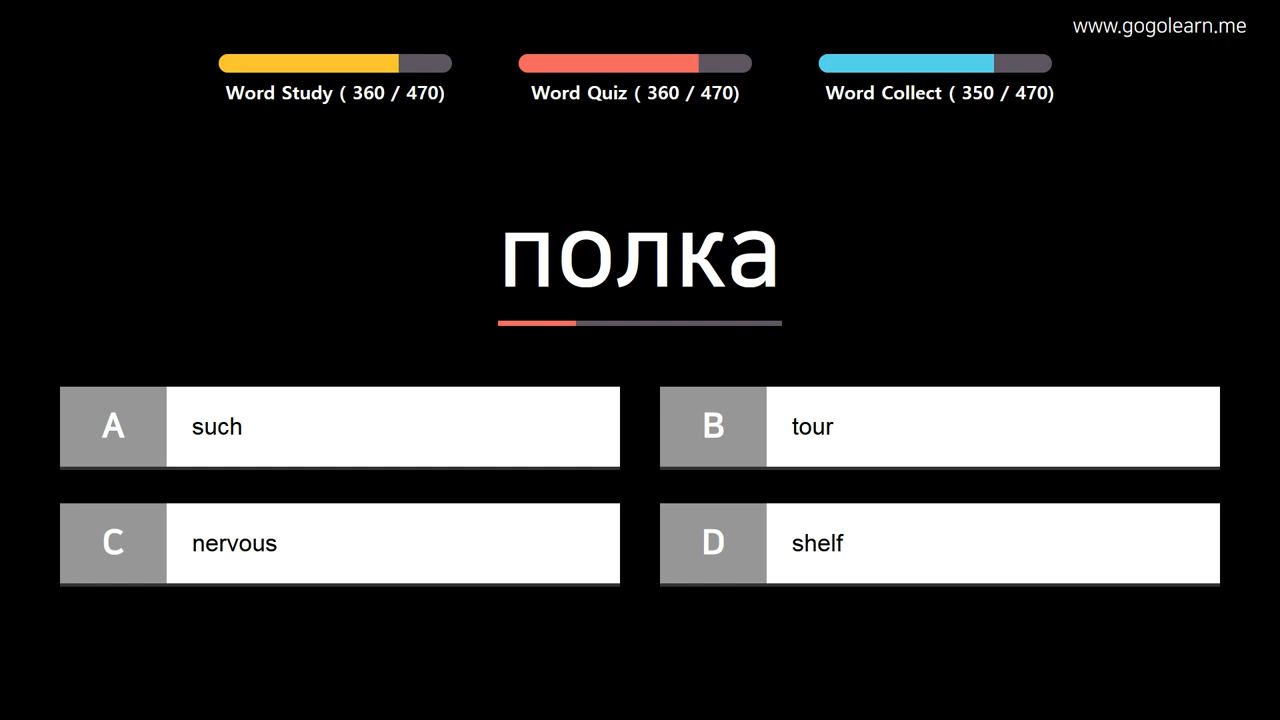 www.gogolearn.me
Word Study ( 360 / 470)
Word Quiz ( 360 / 470)
Word Collect ( 350 / 470)
полка
A such
B tour
C nervous
D shelf